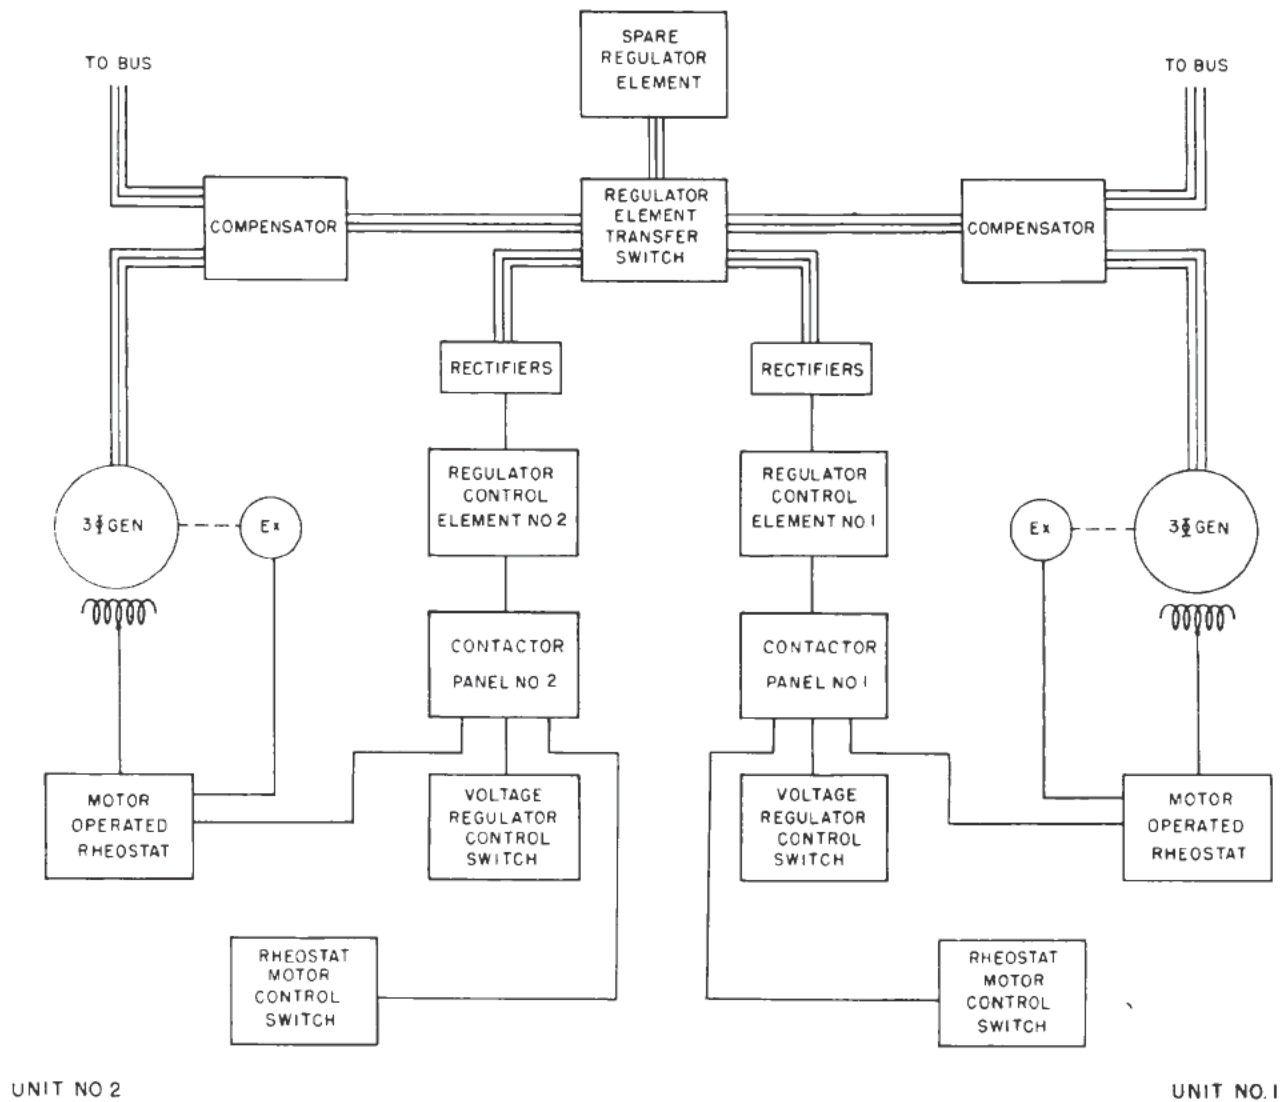 SPARE
REGULATOR
ELEMENT
TO BUS
TO BUS
COMPENSATOR
REGULATOR
ELEMENT
TRANSFER
SWITCH
COMPENSATOR
RECTIFIERS
RECTIFIERS
3Φ GEN
EX
REGULATOR
CONTROL
ELEMENT NO 2
REGULATOR
CONTROL
ELEMENT NO.1
EX
3Φ GEN
CONTACTOR
PANEL NO 2
CONTACTOR
PANEL NO 1
MOTOR
OPERATED
RHEOSTAT
VOLTAGE
REGULATOR
CONTROL
SWITCH
VOLTAGE
REGULATOR
CONTROL
SWITCH
MOTOR
OPERATED
RHEOSTAT
RHEOSTAT
MOTOR
CONTROL
SWITCH
RHEOSTAT
MOTOR
CONTROL
SWITCH
UNIT NO 2
UNIT NO. 1